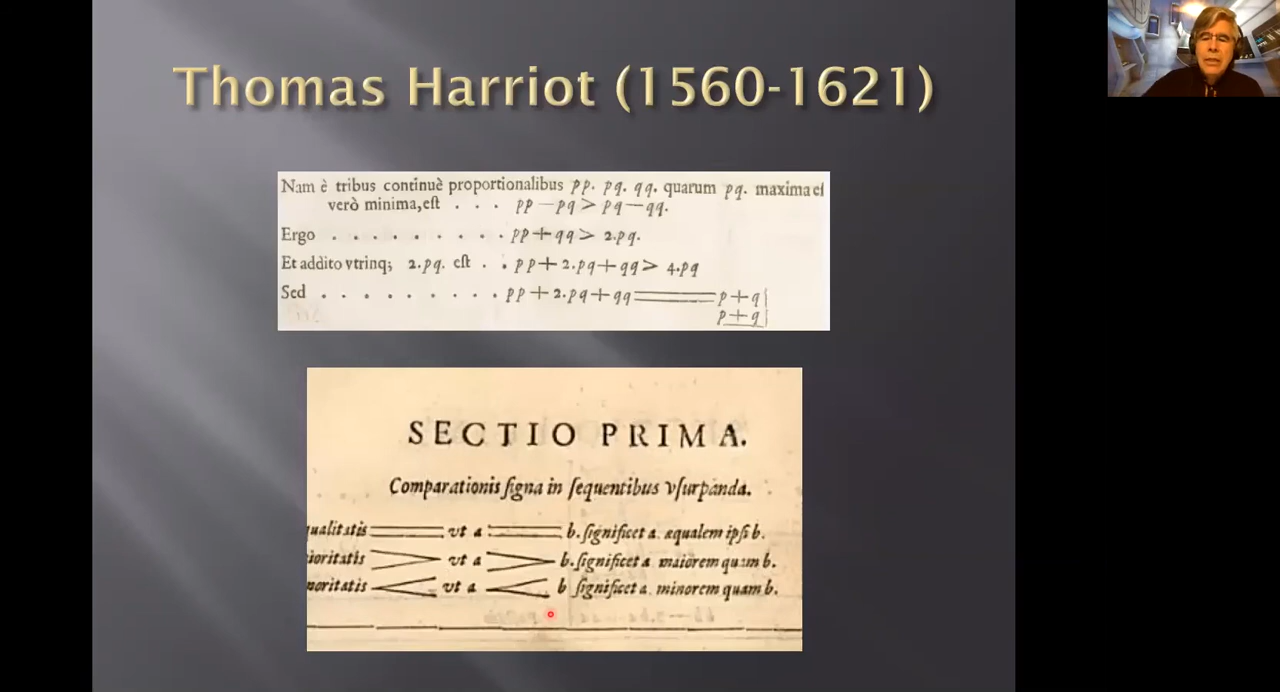 Thomas Harriot (1560-1621)
Nam è tribus continuè proportionalibus pp. pq. qq. quarum pq. maxima
verò minima, eſt . . . pp — pq > pq — qq.
Ergo . . . . . . . . . . pp + qq > 2.pq.
Et addito vtrinq; 2.pq. eſt . . pp + 2.pq + qq > 4.pq
Sed . . . . . . . . . . pp + 2.pq + qq ═══ p + q|
p + q|
SECTIO PRIMA.
Comparationis ſigna in ſequentibus vſurpanda.
ualitatis ═══ vt a ═══ b. ſignificet a. æqualem ipſi b.
ioritatis > vt a > b. ſignificet a. maiorem quam b.
noritatis < vt a < b ſignificet a. minorem quam b.